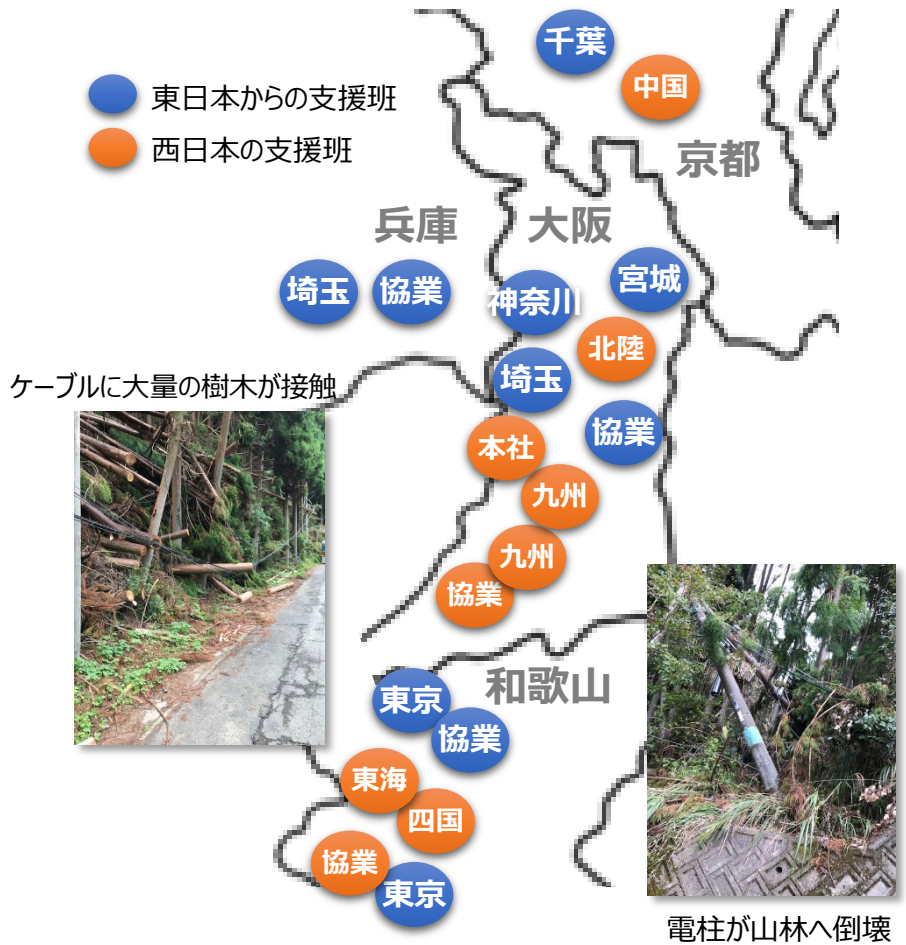 千葉
中国
東日本からの支援班
西日本の支援班
京都
兵庫
大阪
宮城
埼玉
協業
神奈川
北陸
埼玉
ケーブルに大量の樹木が接触
協業
本社
九州
九州
協業
和歌山
東京
協業
東海
四国
協業
東京
電柱が山林へ倒壊